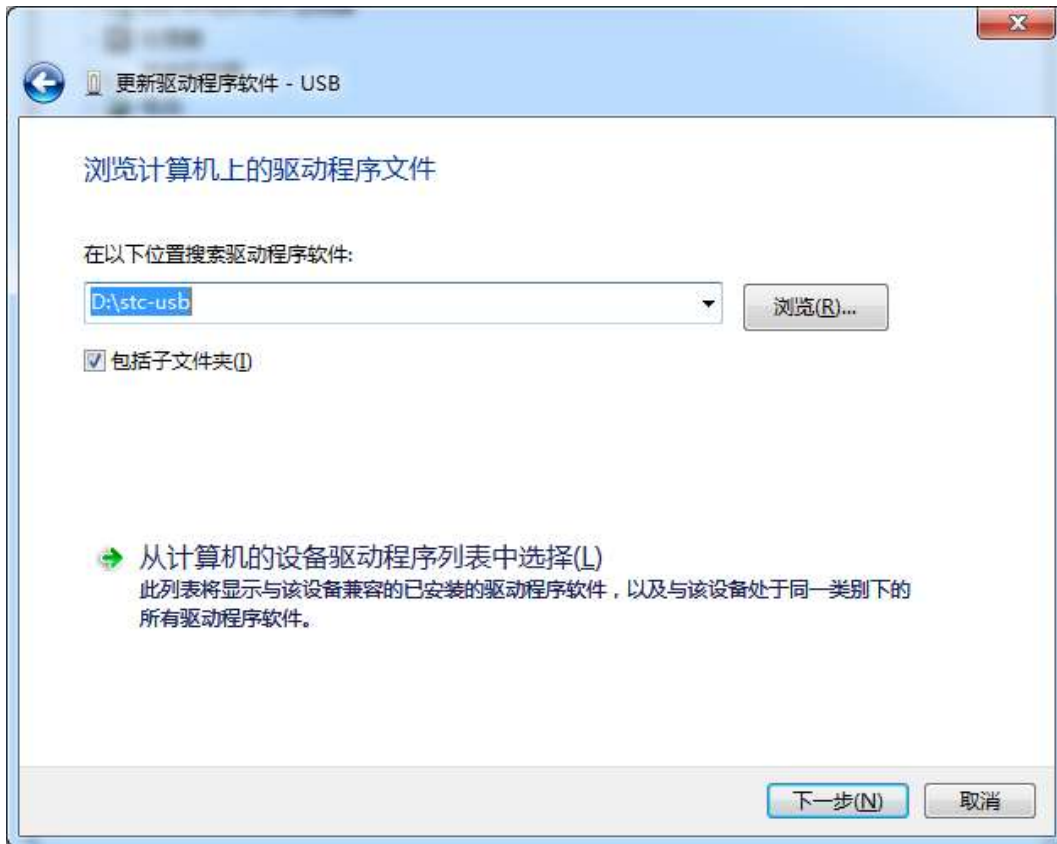 更新驱动程序软件 - USB
浏览计算机上的驱动程序文件
在以下位置搜索驱动程序软件:
D:\stc-usb
浏览(R)...
包括子文件夹(I)
从计算机的设备驱动程序列表中选择(L)
此列表将显示与该设备兼容的已安装的驱动程序软件，以及与该设备处于同一类别下的
所有驱动程序软件。
下一步(N)
取消